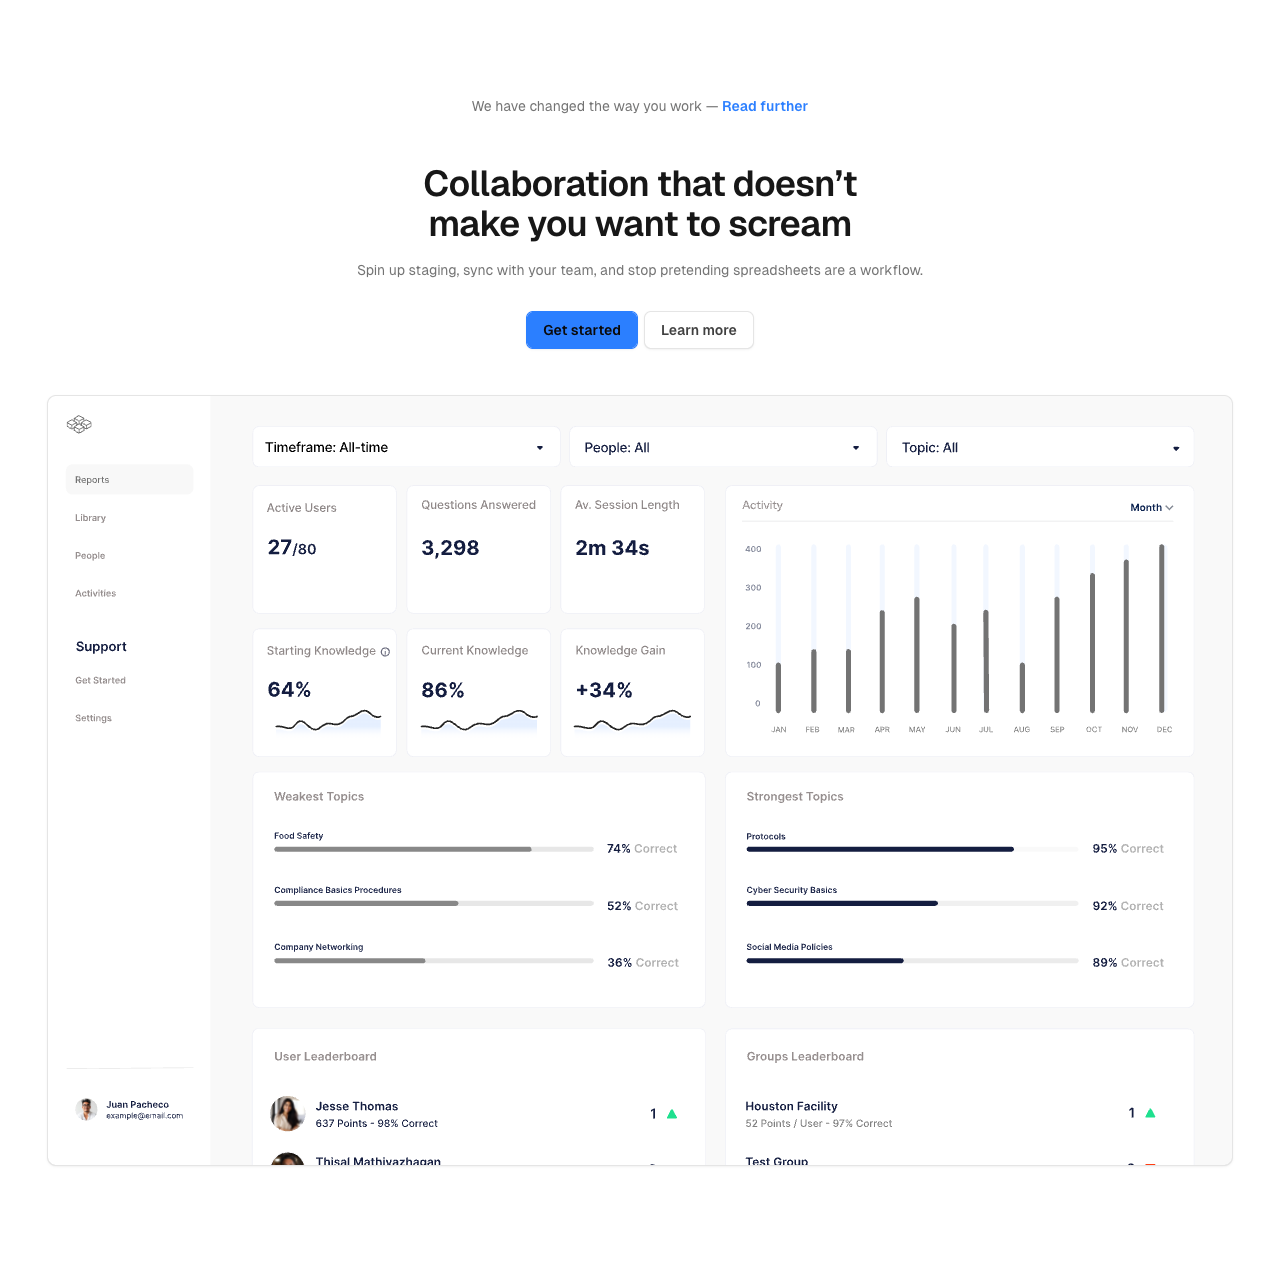 We have changed the way you work — Read further
Collaboration that doesn’t
make you want to scream
Spin up staging, sync with your team, and stop pretending spreadsheets are a workflow.
Get started
Learn more
Reports
Library
People
Activities
Support
Get Started
Settings
Juan Pacheco
example@email.com
Timeframe: All-time
People: All
Topic: All
Active Users
27/80
Questions Answered
3,298
Av. Session Length
2m 34s
Starting Knowledge
64%
Current Knowledge
86%
Knowledge Gain
+34%
Activity
Month
400
300
200
100
0
JAN FEB MAR APR MAY JUN JUL AUG SEP OCT NOV DEC
Weakest Topics
Food Safety
74% Correct
Compliance Basics Procedures
52% Correct
Company Networking
36% Correct
Strongest Topics
Protocols
95% Correct
Cyber Security Basics
92% Correct
Social Media Policies
89% Correct
User Leaderboard
Jesse Thomas
637 Points - 98% Correct
1
Thisal Mathiyazhagan
Groups Leaderboard
Houston Facility
52 Points / User - 97% Correct
1
Test Group